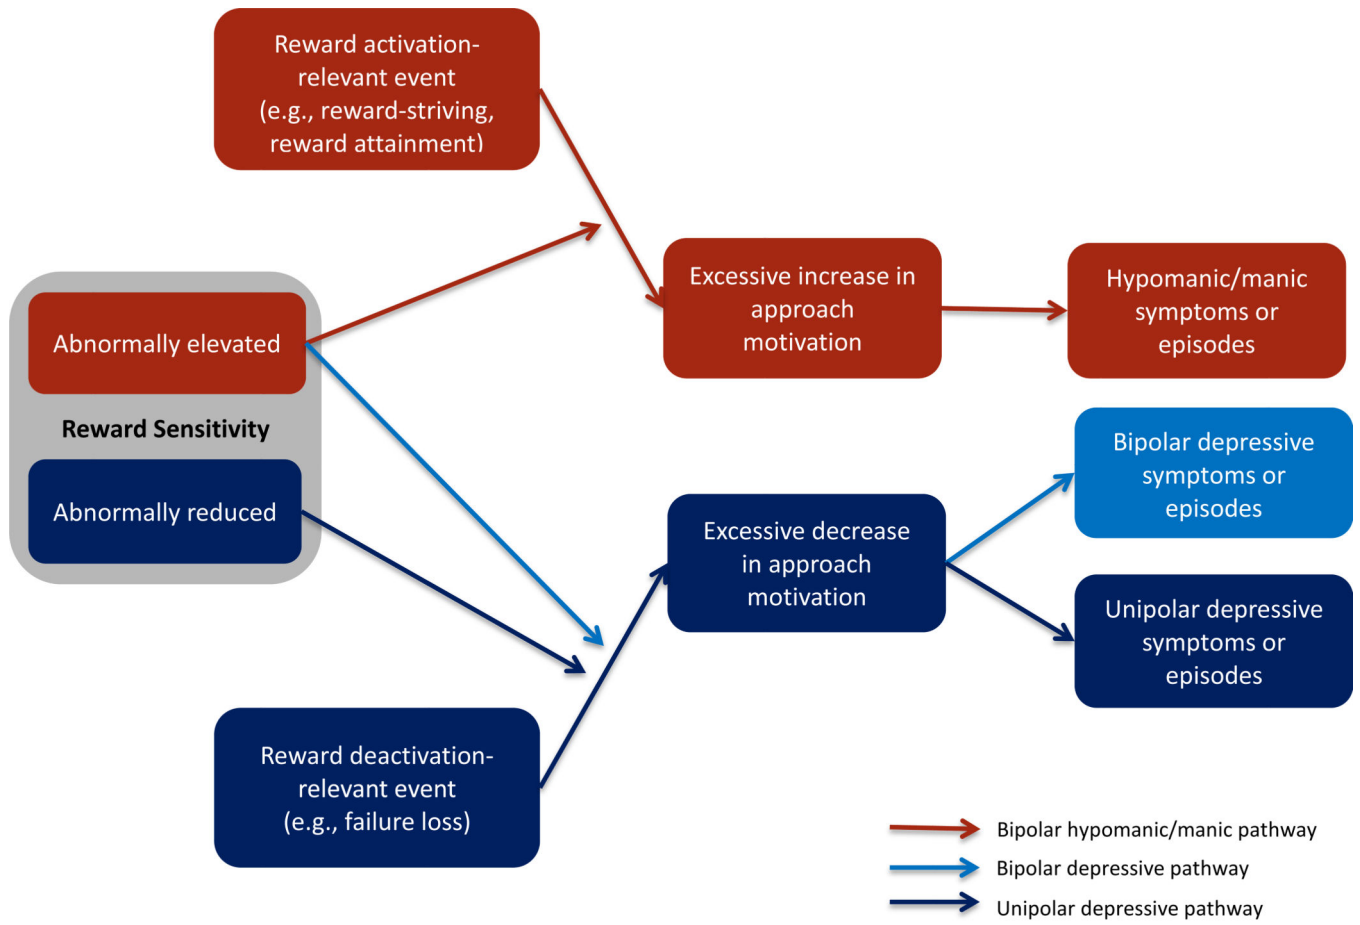 Reward activation-
relevant event
(e.g., reward-striving,
reward attainment)
Excessive increase in
approach
motivation
Hypomanic/manic
symptoms or
episodes
Abnormally elevated
Reward Sensitivity
Abnormally reduced
Bipolar depressive
symptoms or
episodes
Excessive decrease
in approach
motivation
Unipolar depressive
symptoms or
episodes
Reward deactivation-
relevant event
(e.g., failure loss)
Bipolar hypomanic/manic pathway
Bipolar depressive pathway
Unipolar depressive pathway